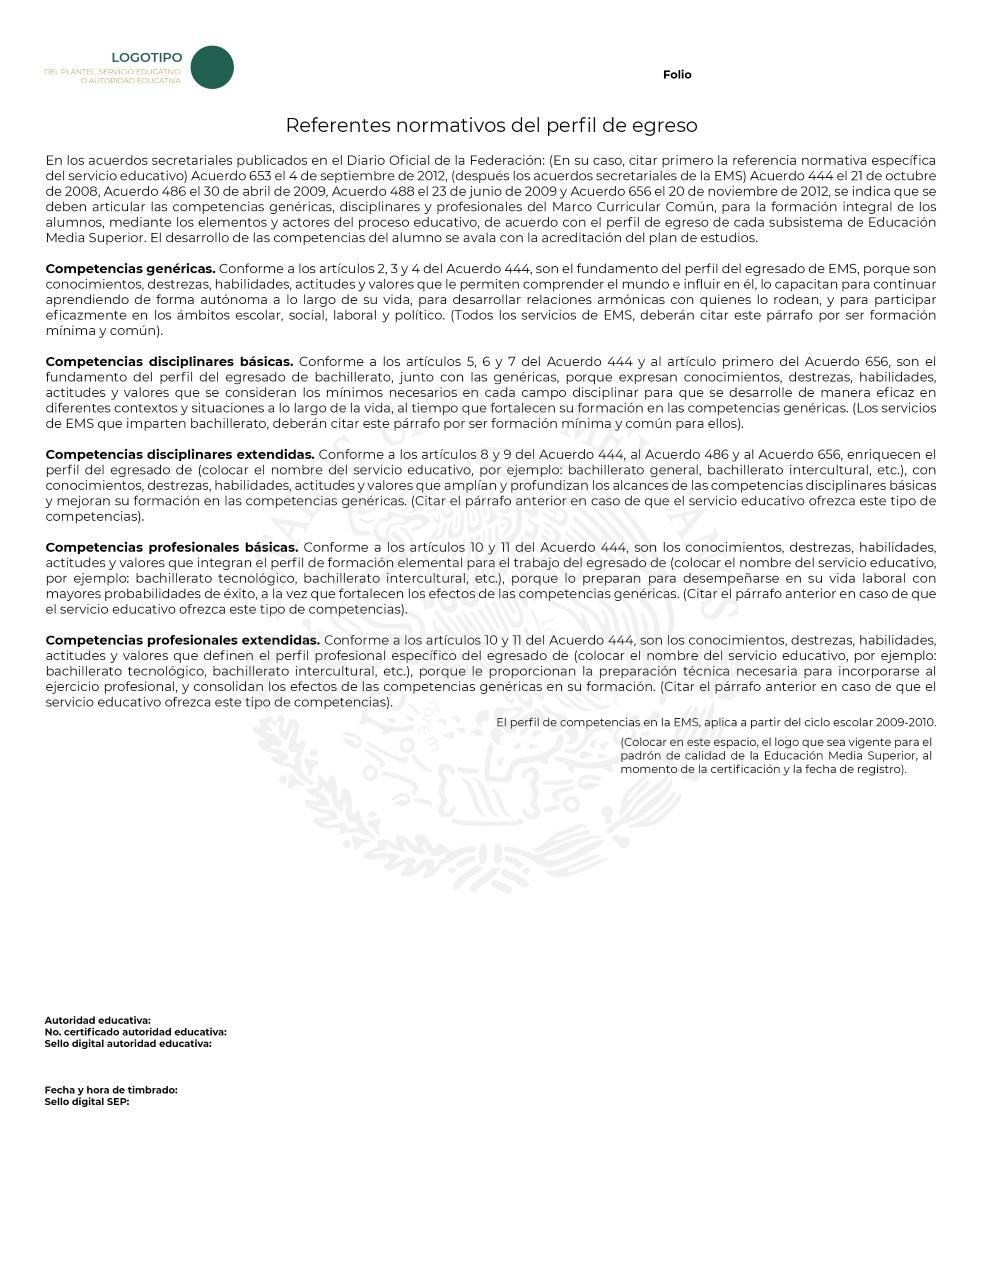 LOGOTIPO
DEL PLANTEL, SERVICIO EDUCATIVO
O AUTORIDAD EDUCATIVA
Folio
Referentes normativos del perfil de egreso
En los acuerdos secretariales publicados en el Diario Oficial de la Federación: (En su caso, citar primero la referencia normativa específica
del servicio educativo) Acuerdo 653 el 4 de septiembre de 2012, (después los acuerdos secretariales de la EMS) Acuerdo 444 el 21 de octubre
de 2008, Acuerdo 486 el 30 de abril de 2009, Acuerdo 488 el 23 de junio de 2009 y Acuerdo 656 el 20 de noviembre de 2012, se indica que se
deben articular las competencias genéricas, disciplinares y profesionales del Marco Curricular Común, para la formación integral de los
alumnos, mediante los elementos y actores del proceso educativo, de acuerdo con el perfil de egreso de cada subsistema de Educación
Media Superior. El desarrollo de las competencias del alumno se avala con la acreditación del plan de estudios.
Competencias genéricas. Conforme a los artículos 2, 3 y 4 del Acuerdo 444, son el fundamento del perfil del egresado de EMS, porque son
conocimientos, destrezas, habilidades, actitudes y valores que le permiten comprender el mundo e influir en él, lo capacitan para continuar
aprendiendo de forma autónoma a lo largo de su vida, para desarrollar relaciones armónicas con quienes lo rodean, y para participar
eficazmente en los ámbitos escolar, social, laboral y político. (Todos los servicios de EMS, deberán citar este párrafo por ser formación
mínima y común).
Competencias disciplinares básicas. Conforme a los artículos 5, 6 y 7 del Acuerdo 444 y al artículo primero del Acuerdo 656, son el
fundamento del perfil del egresado de bachillerato, junto con las genéricas, porque expresan conocimientos, destrezas, habilidades,
actitudes y valores que se consideran los mínimos necesarios en cada campo disciplinar para que se desarrolle de manera eficaz en
diferentes contextos y situaciones a lo largo de la vida, al tiempo que fortalecen su formación en las competencias genéricas. (Los servicios
de EMS que imparten bachillerato, deberán citar este párrafo por ser formación mínima y común para ellos).
Competencias disciplinares extendidas. Conforme a los artículos 8 y 9 del Acuerdo 444, al Acuerdo 486 y al Acuerdo 656, enriquecen el
perfil del egresado de (colocar el nombre del servicio educativo, por ejemplo: bachillerato general, bachillerato intercultural, etc.), con
conocimientos, destrezas, habilidades, actitudes y valores que amplían y profundizan los alcances de las competencias disciplinares básicas
y mejoran su formación en las competencias genéricas. (Citar el párrafo anterior en caso de que el servicio educativo ofrezca este tipo de
competencias).
Competencias profesionales básicas. Conforme a los artículos 10 y 11 del Acuerdo 444, son los conocimientos, destrezas, habilidades,
actitudes y valores que integran el perfil de formación elemental para el trabajo del egresado de (colocar el nombre del servicio educativo,
por ejemplo: bachillerato tecnológico, bachillerato intercultural, etc.), porque lo preparan para desempeñarse en su vida laboral con
mayores probabilidades de éxito, a la vez que fortalecen los efectos de las competencias genéricas. (Citar el párrafo anterior en caso de que
el servicio educativo ofrezca este tipo de competencias).
Competencias profesionales extendidas. Conforme a los artículos 10 y 11 del Acuerdo 444, son los conocimientos, destrezas, habilidades,
actitudes y valores que definen el perfil profesional específico del egresado de (colocar el nombre del servicio educativo, por ejemplo:
bachillerato tecnológico, bachillerato intercultural, etc.), porque le proporcionan la preparación técnica necesaria para incorporarse al
ejercicio profesional, y consolidan los efectos de las competencias genéricas en su formación. (Citar el párrafo anterior en caso de que el
servicio educativo ofrezca este tipo de competencias).
El perfil de competencias en la EMS, aplica a partir del ciclo escolar 2009-2010.
(Colocar en este espacio, el logo que sea vigente para el
padrón de calidad de la Educación Media Superior, al
momento de la certificación y la fecha de registro).
Autoridad educativa:
No. certificado autoridad educativa:
Sello digital autoridad educativa:
Fecha y hora de timbrado:
Sello digital SEP: